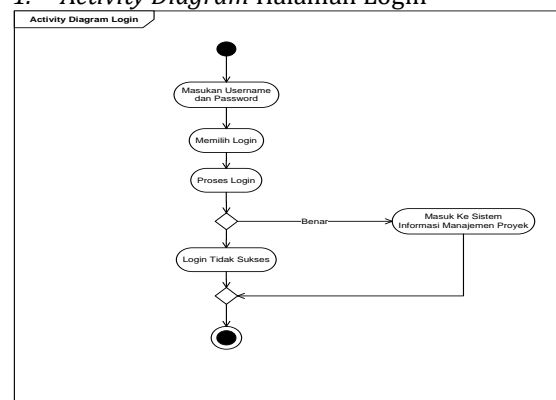 1. Activity Diagram Halaman Login
Activity Diagram Login
Masukan Username
dan Password
Memilih Login
Proses Login
Benar
Masuk Ke Sistem
Informasi Manajemen Proyek
Login Tidak Sukses